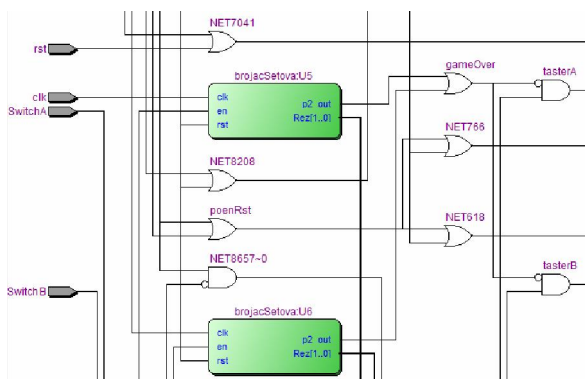 NET7041
rst
brojacSetova:U5
gameOver
tasterA
clk
SwitchA
clk
en
rst
p2_out
Rez[1..0]
NET766
NET8208
poenRst
NET618
NET8657~0
tasterB
SwitchB
brojacSetova:U6
clk
en
rst
p2_out
Rez[1..0]